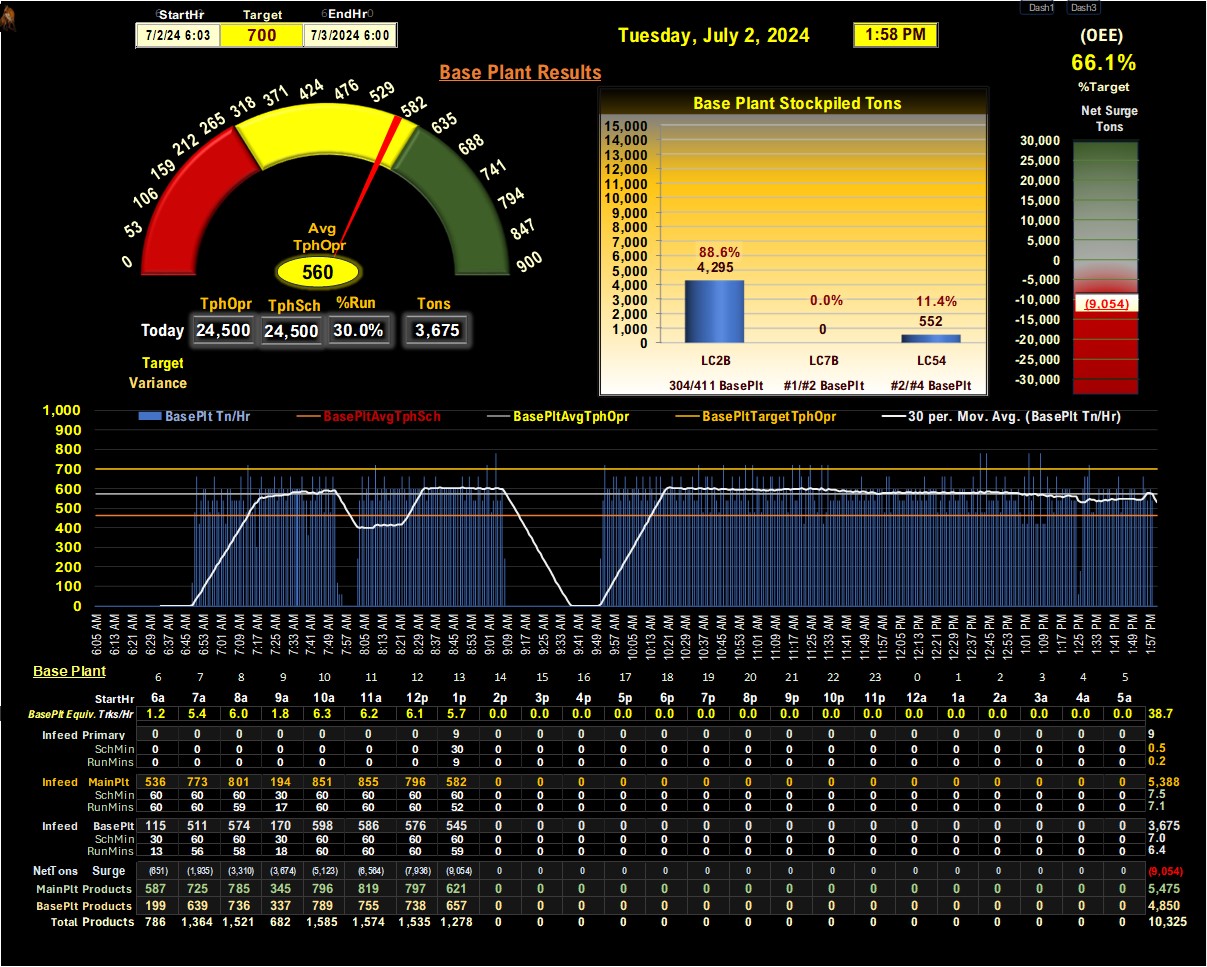 Dash1 Dash3
StartHr Target EndHr
7/2/24 6:03 700 7/3/2024 6:00
Tuesday, July 2, 2024 1:58 PM
(OEE)
66.1%
%Target
Base Plant Results
Net Surge
Tons
0 53 106 159 212 265 318 371 424 476 529 582 635 688 741 794 847 900
Avg
TphOpr
560
TphOpr TphSch %Run Tons
Today 24,500 24,500 30.0% 3,675
Target
Variance
Base Plant Stockpiled Tons
15,000
14,000
13,000
12,000
11,000
10,000
9,000
8,000
7,000
6,000
5,000
4,000
3,000
2,000
1,000
0
88.6%
4,295
0.0%
0
11.4%
552
LC2B LC7B LC54
304/411 BasePlt #1/#2 BasePlt #2/#4 BasePlt
30,000
25,000
20,000
15,000
10,000
5,000
0
-5,000
-10,000
(9,054)
-15,000
-20,000
-25,000
-30,000
BasePlt Tn/Hr BasePltAvgTphSch BasePltAvgTphOpr BasePltTargetTphOpr 30 per. Mov. Avg. (BasePlt Tn/Hr)
1,000
900
800
700
600
500
400
300
200
100
0
6:05 AM 6:13 AM 6:21 AM 6:29 AM 6:37 AM 6:45 AM 6:53 AM 7:01 AM 7:09 AM 7:17 AM 7:25 AM 7:33 AM 7:41 AM 7:49 AM 7:57 AM 8:05 AM 8:13 AM 8:21 AM 8:29 AM 8:37 AM 8:45 AM 8:53 AM 9:01 AM 9:09 AM 9:17 AM 9:25 AM 9:33 AM 9:41 AM 9:49 AM 9:57 AM 10:05 AM 10:13 AM 10:21 AM 10:29 AM 10:37 AM 10:45 AM 10:53 AM 11:01 AM 11:09 AM 11:17 AM 11:25 AM 11:33 AM 11:41 AM 11:49 AM 11:57 AM 12:05 PM 12:13 PM 12:21 PM 12:29 PM 12:37 PM 12:45 PM 12:53 PM 1:01 PM 1:09 PM 1:17 PM 1:25 PM 1:33 PM 1:41 PM 1:49 PM 1:57 PM
Base Plant 6 7 8 9 10 11 12 13 14 15 16 17 18 19 20 21 22 23 0 1 2 3 4 5
StartHr 6a 7a 8a 9a 10a 11a 12p 1p 2p 3p 4p 5p 6p 7p 8p 9p 10p 11p 12a 1a 2a 3a 4a 5a
BasePlt Equiv. Trks/Hr 1.2 5.4 6.0 1.8 6.3 6.2 6.1 5.7 0.0 0.0 0.0 0.0 0.0 0.0 0.0 0.0 0.0 0.0 0.0 0.0 0.0 0.0 0.0 0.0 38.7
Infeed Primary 0 0 0 0 0 0 0 9 0 0 0 0 0 0 0 0 0 0 0 0 0 0 0 0 9
SchMin 0 0 0 0 0 0 0 30 0 0 0 0 0 0 0 0 0 0 0 0 0 0 0 0 0.5
RunMins 0 0 0 0 0 0 0 9 0 0 0 0 0 0 0 0 0 0 0 0 0 0 0 0 0.2
Infeed MainPlt 536 773 801 194 851 855 796 582 0 0 0 0 0 0 0 0 0 0 0 0 0 0 0 0 5,388
SchMin 60 60 60 30 60 60 60 60 0 0 0 0 0 0 0 0 0 0 0 0 0 0 0 0 7.5
RunMins 60 60 59 17 60 60 60 52 0 0 0 0 0 0 0 0 0 0 0 0 0 0 0 0 7.1
Infeed BasePlt 115 511 574 170 598 586 576 545 0 0 0 0 0 0 0 0 0 0 0 0 0 0 0 0 3,675
SchMin 30 60 60 30 60 60 60 60 0 0 0 0 0 0 0 0 0 0 0 0 0 0 0 0 7.0
RunMins 13 56 58 18 60 60 60 59 0 0 0 0 0 0 0 0 0 0 0 0 0 0 0 0 6.4
NetTons Surge (651) (1,935) (3,310) (3,674) (5,123) (6,564) (7,936) (9,054) 0 0 0 0 0 0 0 0 0 0 0 0 0 0 0 0 (9,054)
MainPlt Products 587 725 785 345 796 819 797 621 0 0 0 0 0 0 0 0 0 0 0 0 0 0 0 0 5,475
BasePlt Products 199 639 736 337 789 755 738 657 0 0 0 0 0 0 0 0 0 0 0 0 0 0 0 0 4,850
Total Products 786 1,364 1,521 682 1,585 1,574 1,535 1,278 0 0 0 0 0 0 0 0 0 0 0 0 0 0 0 0 10,325